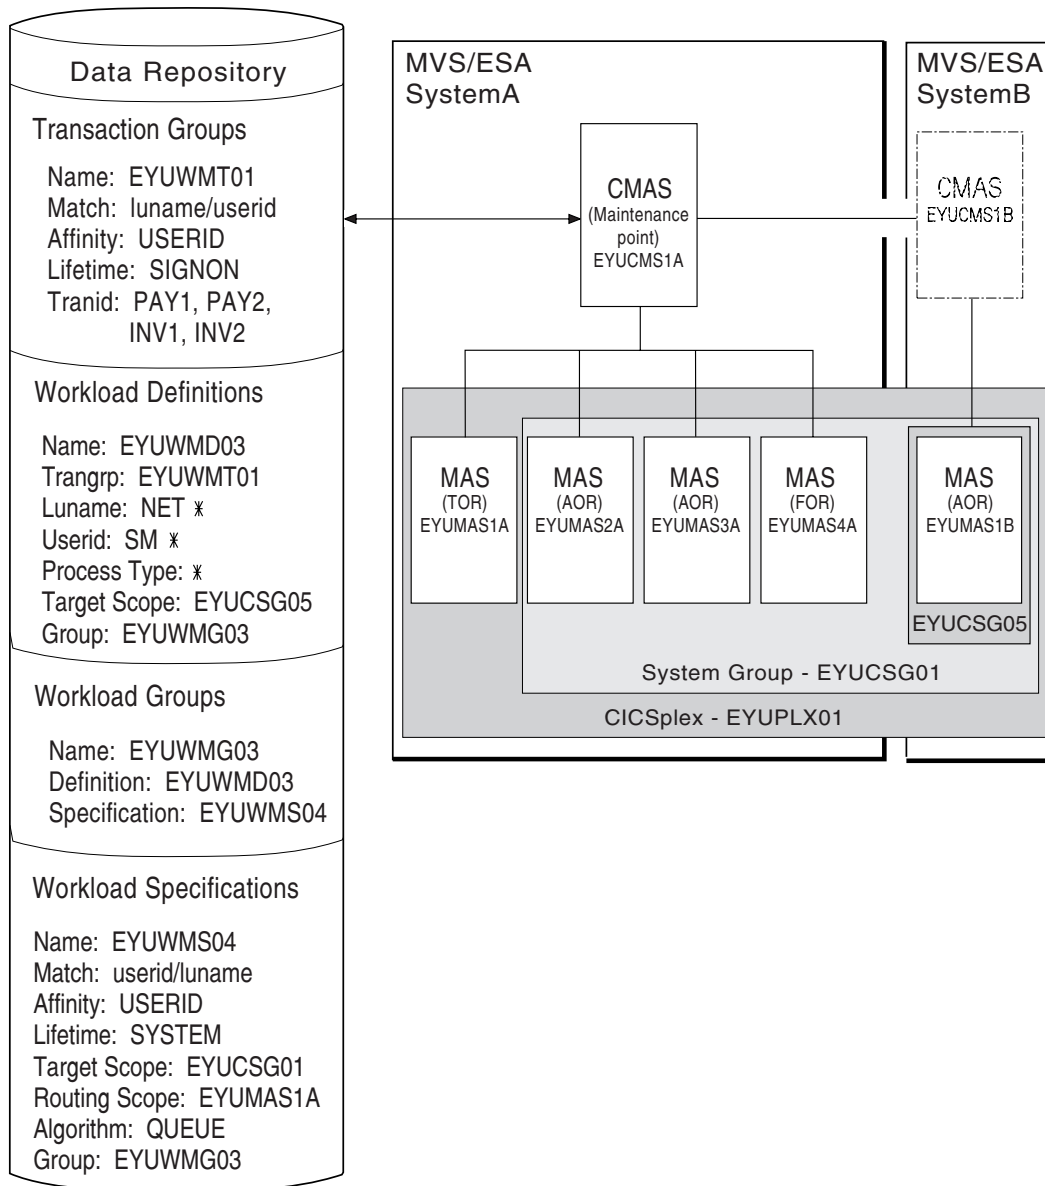 Data Repository
Transaction Groups
Name: EYUWMT01
Match: luname/userid
Affinity: USERID
Lifetime: SIGNON
Tranid: PAY1, PAY2,
INV1, INV2
Workload Definitions
Name: EYUWMD03
Trangrp: EYUWMT01
Luname: NET *
Userid: SM *
Process Type: *
Target Scope: EYUCSG05
Group: EYUWMG03
Workload Groups
Name: EYUWMG03
Definition: EYUWMD03
Specification: EYUWMS04
Workload Specifications
Name: EYUWMS04
Match: userid/luname
Affinity: USERID
Lifetime: SYSTEM
Target Scope: EYUCSG01
Routing Scope: EYUMAS1A
Algorithm: QUEUE
Group: EYUWMG03
MVS/ESA
SystemA
CMAS
(Maintenance
point)
EYUCMS1A
MVS/ESA
SystemB
CMAS
EYUCMS1B
MAS
(TOR)
EYUMAS1A
MAS
(AOR)
EYUMAS2A
MAS
(AOR)
EYUMAS3A
MAS
(FOR)
EYUMAS4A
MAS
(AOR)
EYUMAS1B
EYUCSG05
System Group - EYUCSG01
CICSplex - EYUPLX01